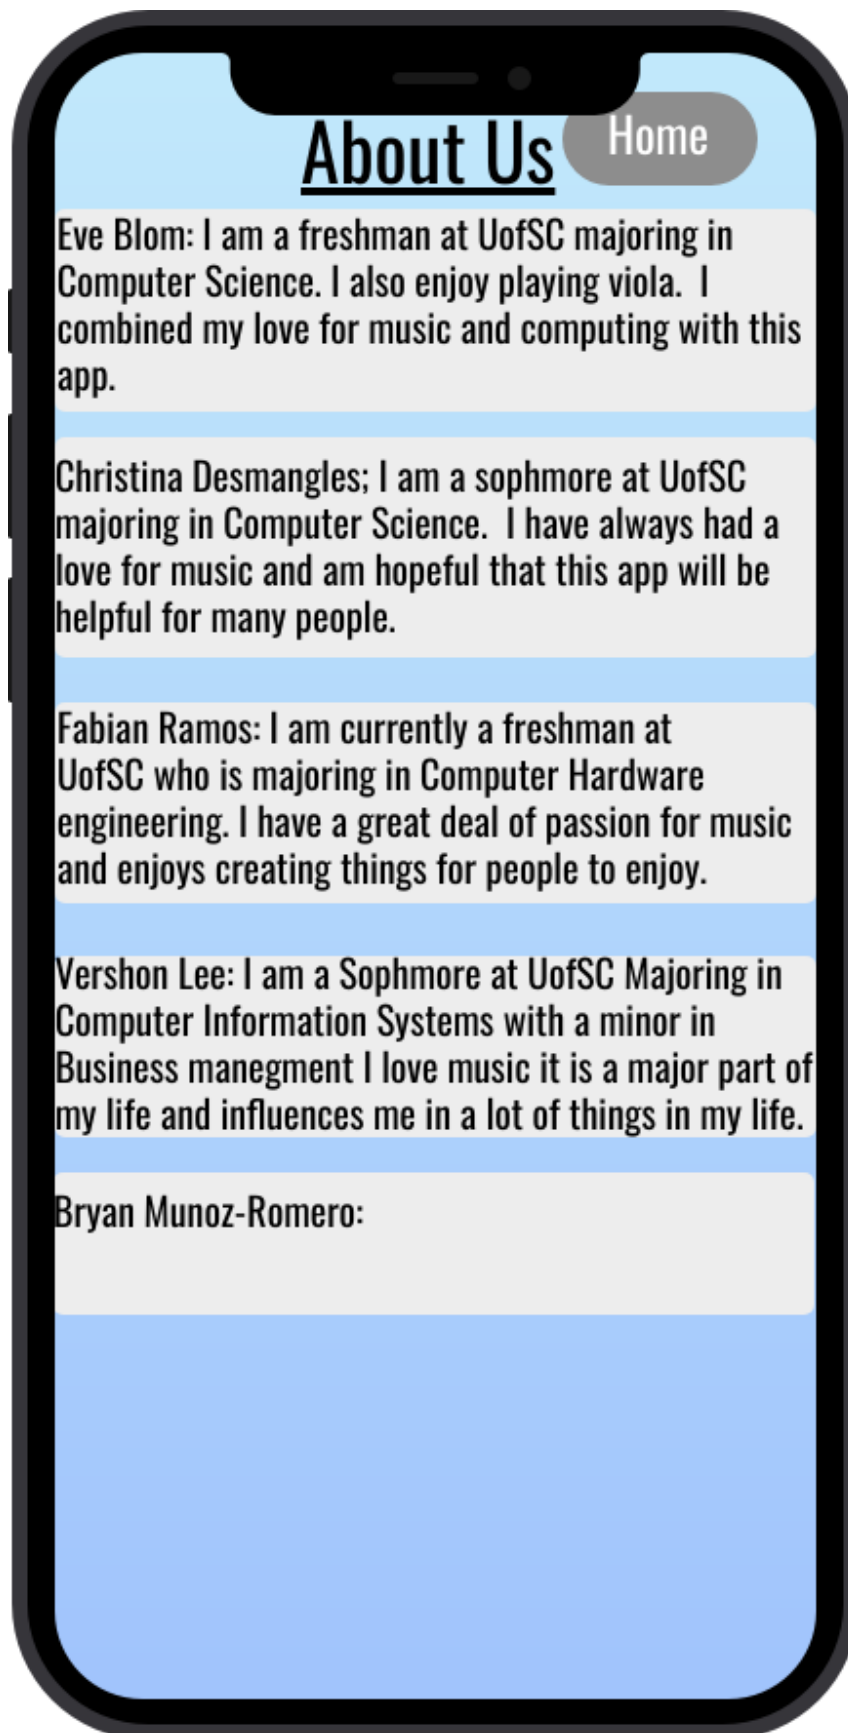 About Us
Home
Eve Blom: I am a freshman at UofSC majoring in
Computer Science. I also enjoy playing viola.  I
combined my love for music and computing with this
app.
Christina Desmangles; I am a sophmore at UofSC
majoring in Computer Science.  I have always had a
love for music and am hopeful that this app will be
helpful for many people.
Fabian Ramos: I am currently a freshman at
UofSC who is majoring in Computer Hardware
engineering. I have a great deal of passion for music
and enjoys creating things for people to enjoy.
Vershon Lee: I am a Sophmore at UofSC Majoring in
Computer Information Systems with a minor in
Business manegment I love music it is a major part of
my life and influences me in a lot of things in my life.
Bryan Munoz-Romero: